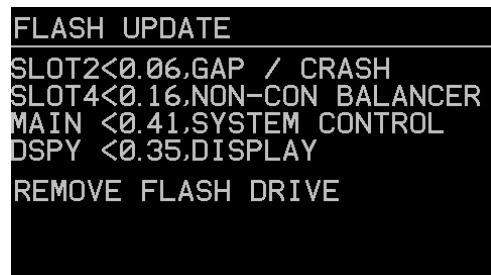 FLASH UPDATE
SLOT2<0.06,GAP / CRASH
SLOT4<0.16,NON-CON BALANCER
MAIN <0.41,SYSTEM CONTROL
DSPY <0.35,DISPLAY
REMOVE FLASH DRIVE